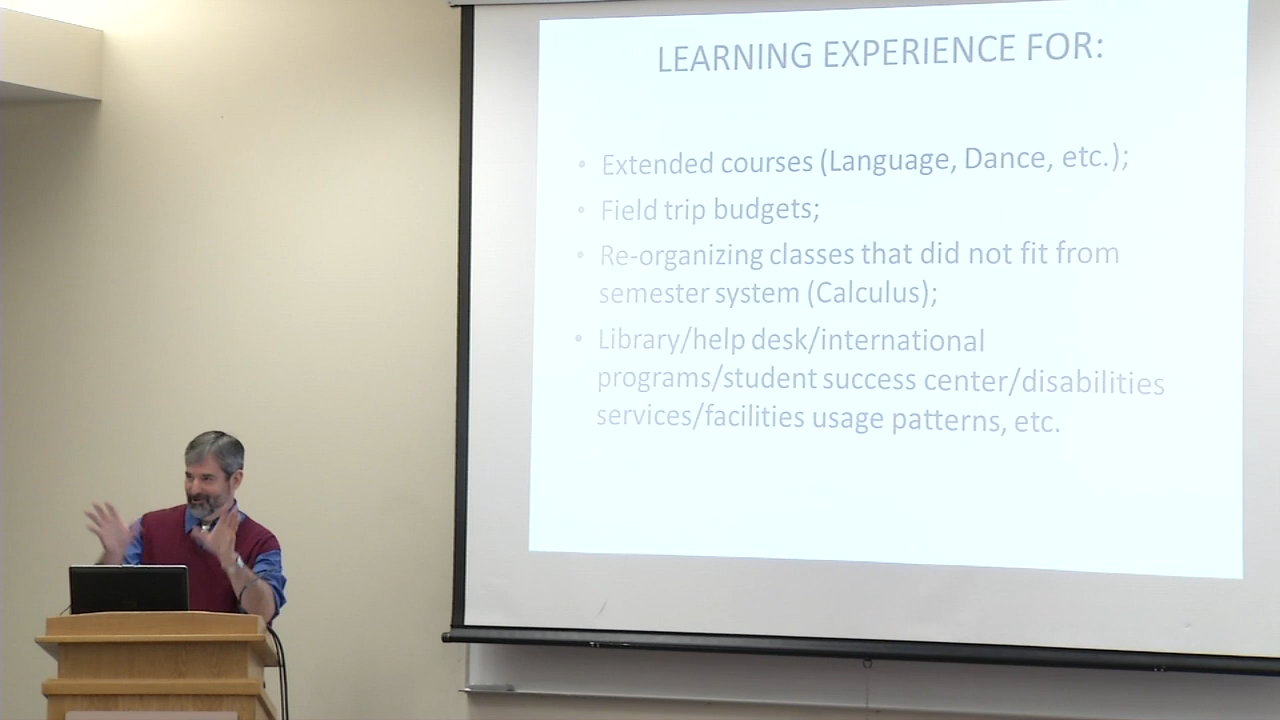 LEARNING EXPERIENCE FOR:
• Extended courses (Language, Dance, etc.);
• Field trip budgets;
• Re-organizing classes that did not fit from
semester system (Calculus);
• Library/help desk/international
programs/student success center/disabilities
services/facilities usage patterns, etc.